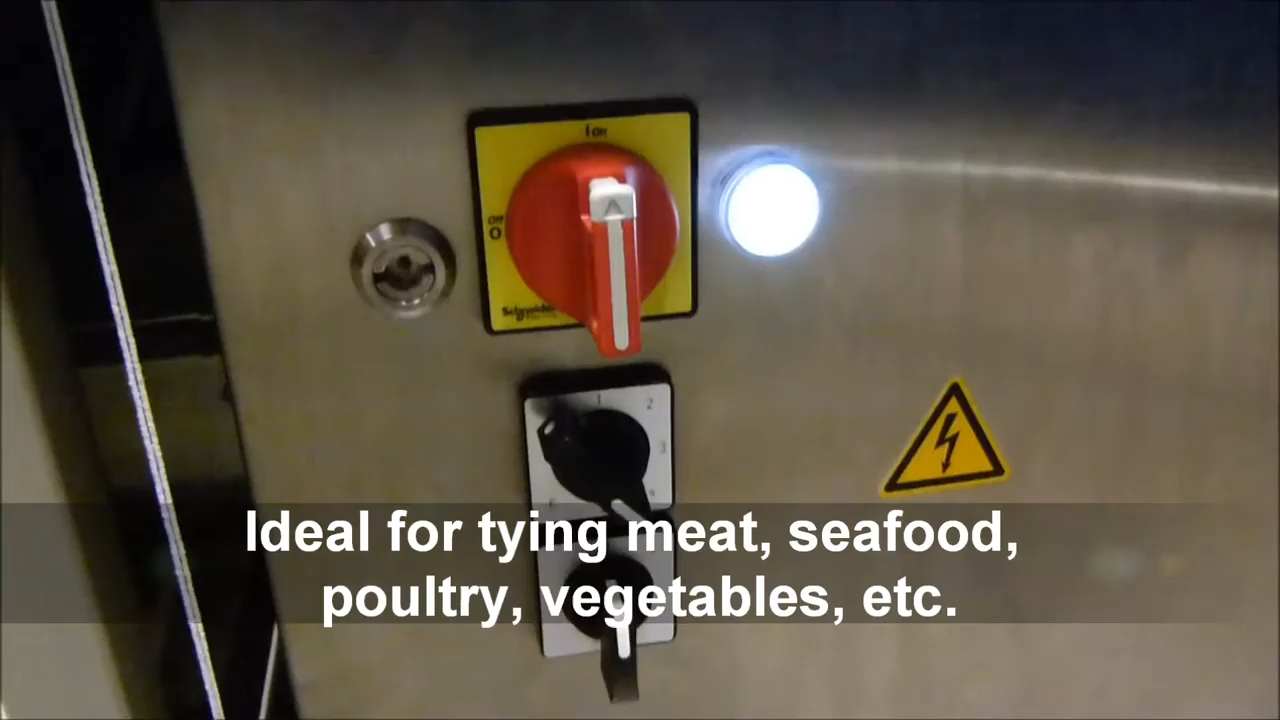 I ON
Off
O
Schneider
1
2
3
Ideal for tying meat, seafood,
poultry, vegetables, etc.